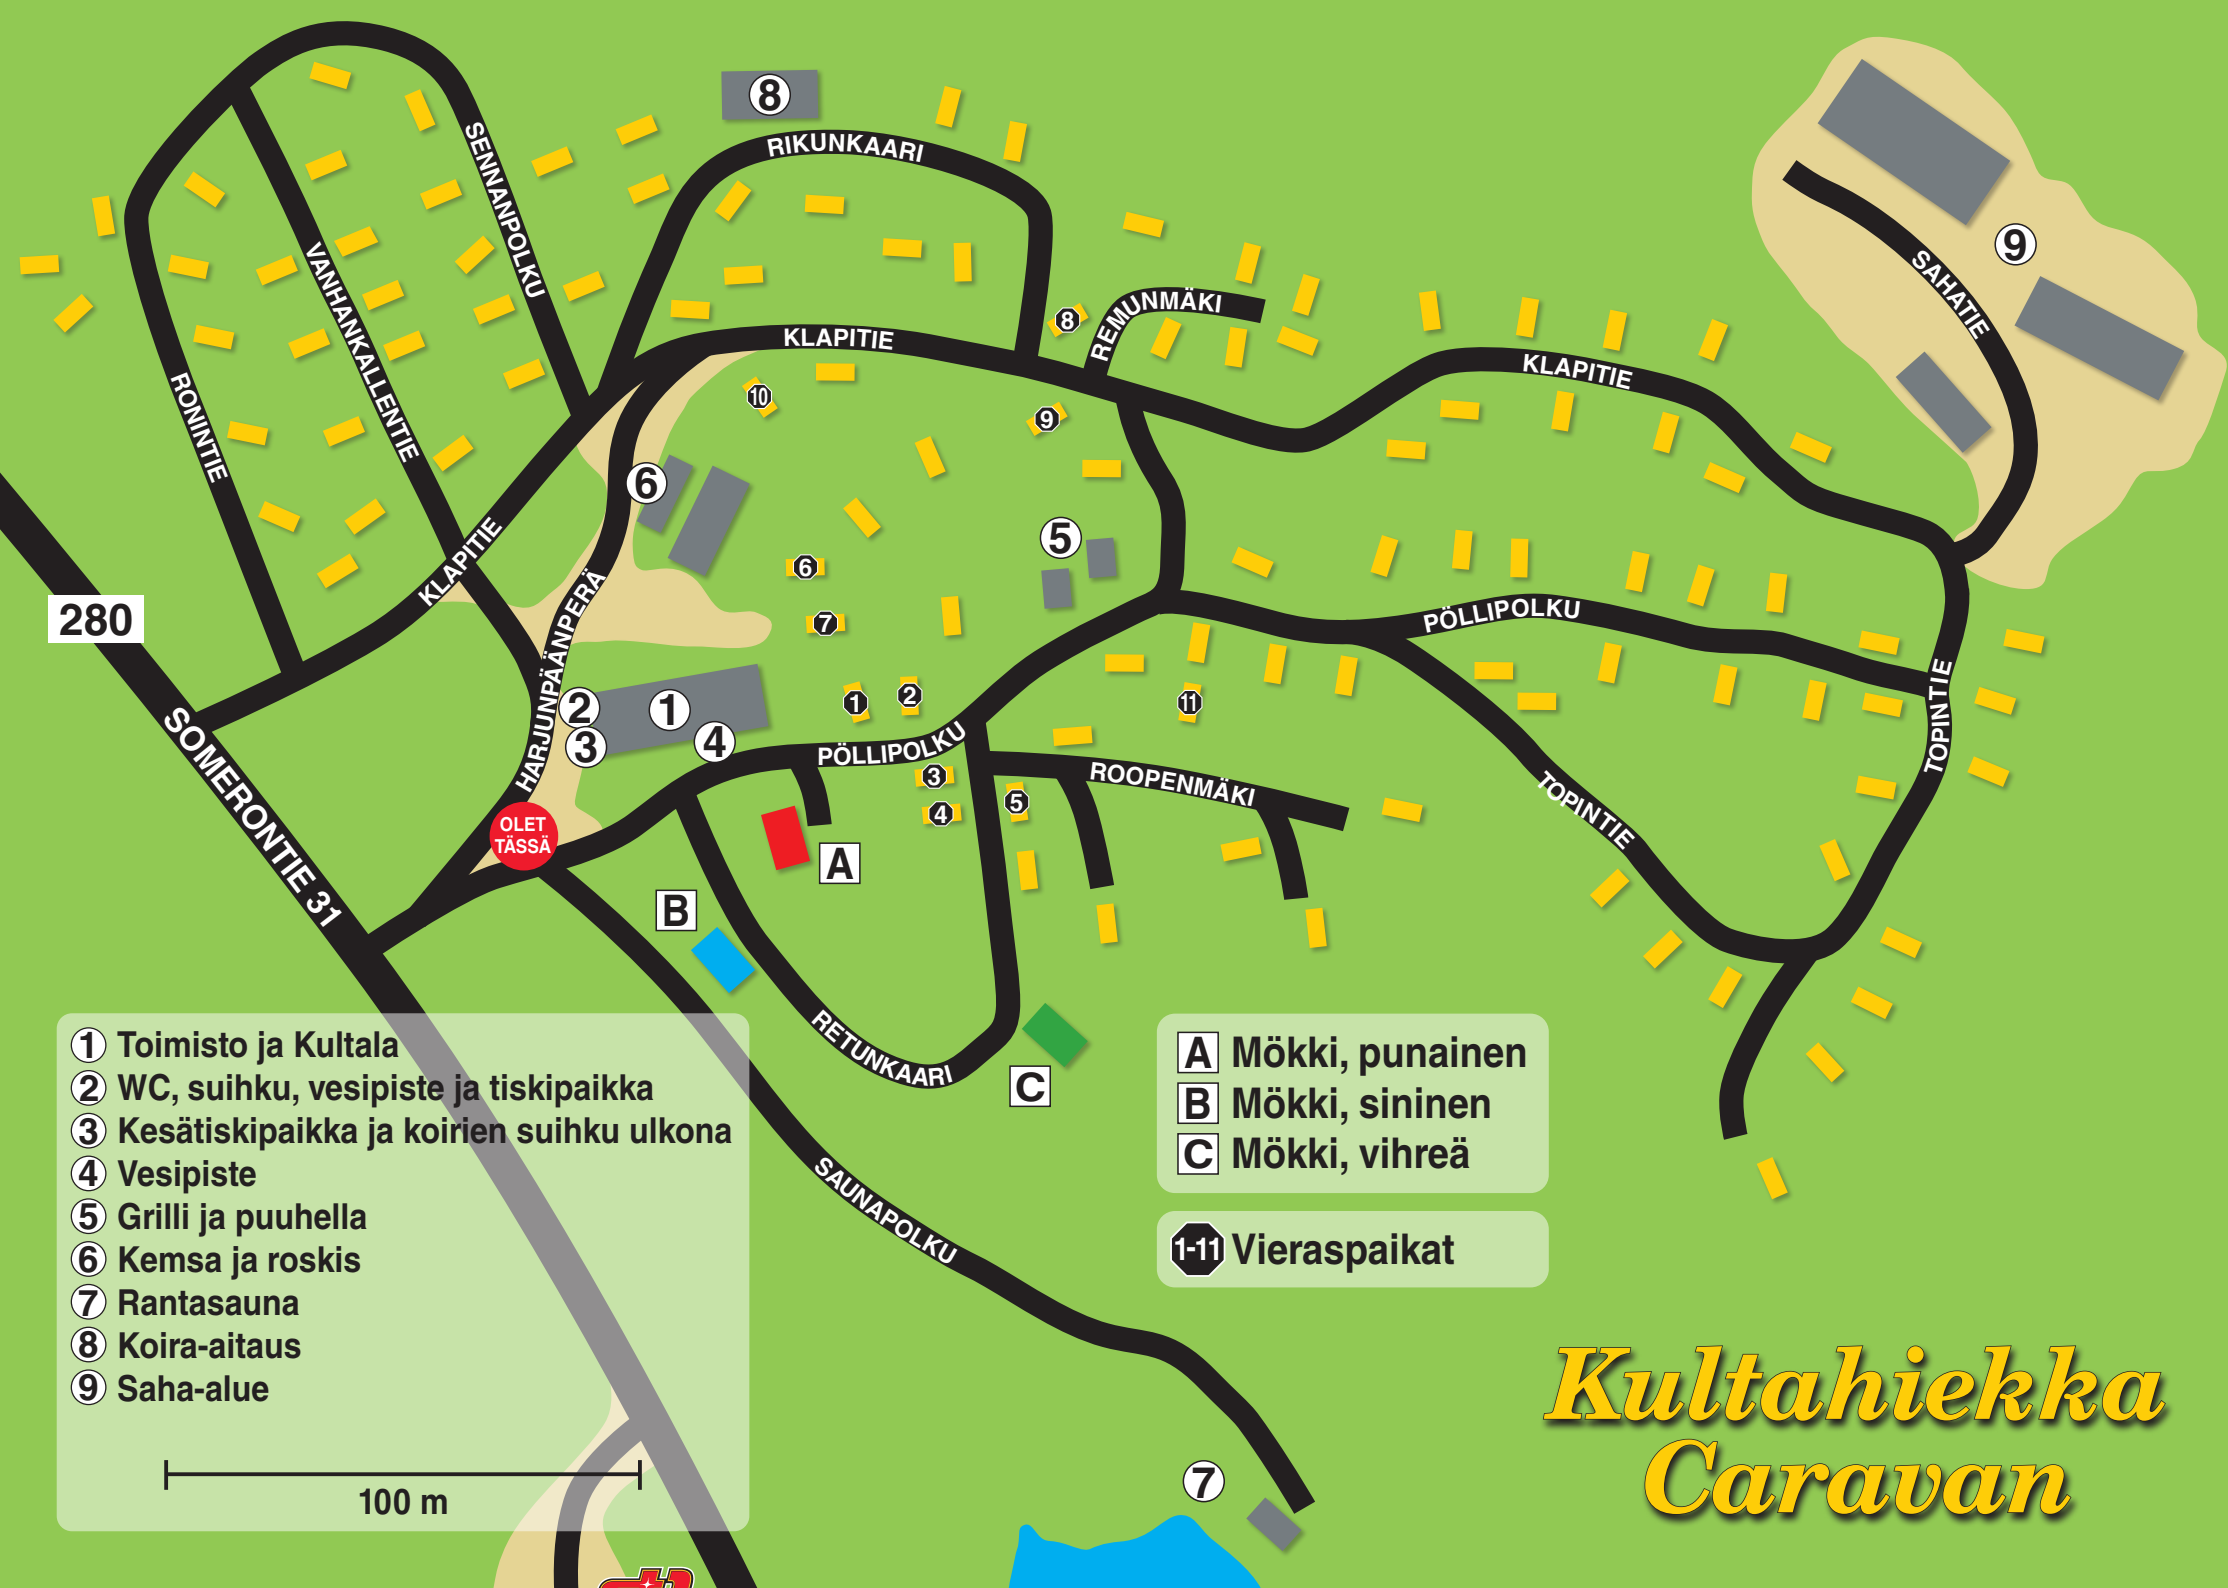 8
RIKUNKAARI
SENNANPOLKU
VANHANKALLENTIE
RONINTIE
9
SAHATIE
KLAPITIE
8
REMUNMÄKI
KLAPITIE
10
9
6
5
KLAPITIE
280
6
7
HARJUNPÄÄNPERÄ
PÖLLIPOLKU
TOPINTIE
2
1
3
4
1
2
11
PÖLLIPOLKU
3
4
5
ROOPENMÄKI
TOPINTIE
SOMERONTIE 31
OLET
TÄSSÄ
A
B
RETUNKAARI
C
SAUNAPOLKU
7
1 Toimisto ja Kultala
2 WC, suihku, vesipiste ja tiskipaikka
3 Kesätiskipaikka ja koirien suihku ulkona
4 Vesipiste
5 Grilli ja puuhella
6 Kemsa ja roskis
7 Rantasauna
8 Koira-aitaus
9 Saha-alue
100 m
A Mökki, punainen
B Mökki, sininen
C Mökki, vihreä
1-11 Vieraspaikat
Kultahiekka
Caravan